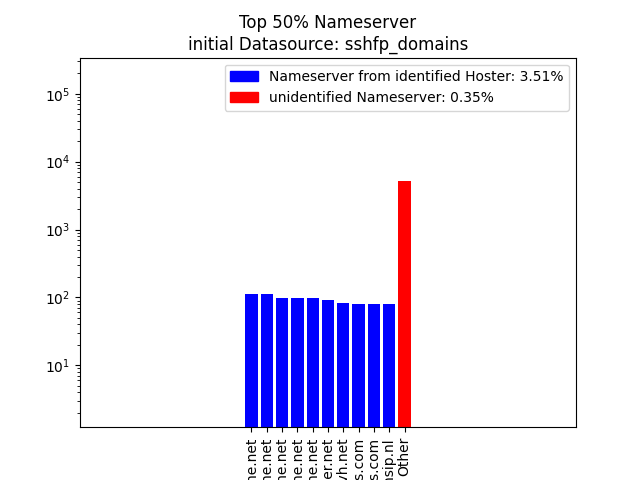 Top 50% Nameserver
initial Datasource: sshfp_domains
Nameserver from identified Hoster: 3.51%
unidentified Nameserver: 0.35%
10^5
10^4
10^3
10^2
10^1
ne.net
ne.net
ne.net
ne.net
ne.net
er.net
vh.net
s.com
s.com
sip.nl
Other